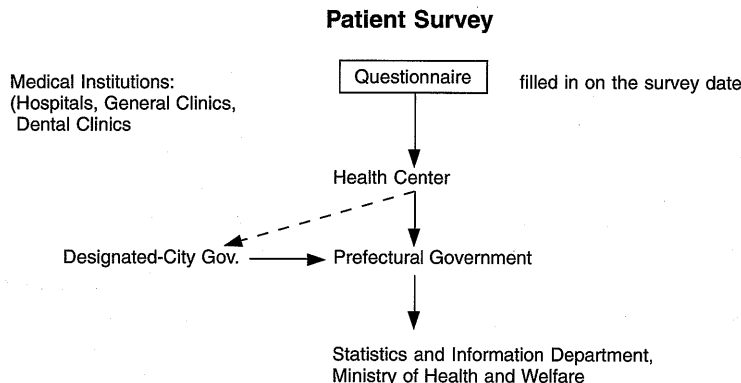 Patient Survey
Medical Institutions:
(Hospitals, General Clinics,
Dental Clinics
Questionnaire
filled in on the survey date
Health Center
Designated-City Gov.
Prefectural Government
Statistics and Information Department,
Ministry of Health and Welfare